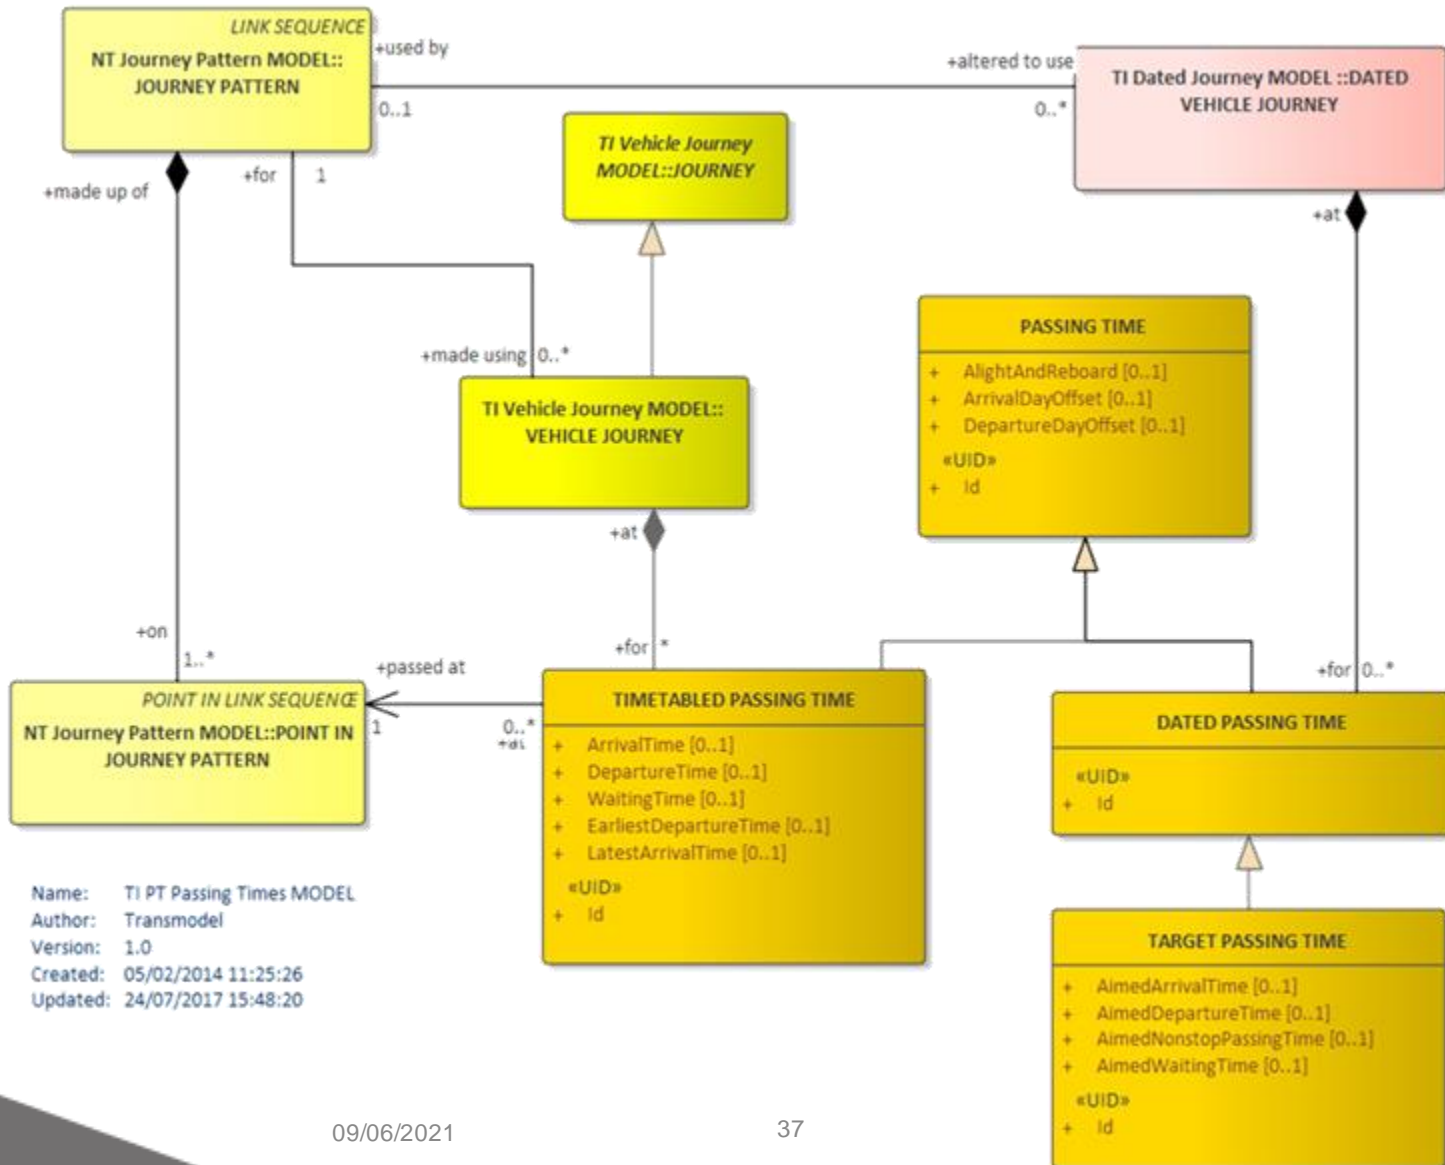 LINK SEQUENCE
NT Journey Pattern MODEL::
JOURNEY PATTERN
+used by
0..1
+altered to use
0..*
TI Dated Journey MODEL ::DATED
VEHICLE JOURNEY
TI Vehicle Journey
MODEL::JOURNEY
+made up of
+for
1
+at
+made using
0..*
TI Vehicle Journey MODEL::
VEHICLE JOURNEY
PASSING TIME
+ AlightAndReboard [0..1]
+ ArrivalDayOffset [0..1]
+ DepartureDayOffset [0..1]
«UID»
+ Id
+at
+on
1..*
+for
*
+for
0..*
+passed at
1
0..*
POINT IN LINK SEQUENCE
NT Journey Pattern MODEL::POINT IN
JOURNEY PATTERN
TIMETABLED PASSING TIME
+ ArrivalTime [0..1]
+ DepartureTime [0..1]
+ WaitingTime [0..1]
+ EarliestDepartureTime [0..1]
+ LatestArrivalTime [0..1]
«UID»
+ Id
DATED PASSING TIME
«UID»
+ Id
TARGET PASSING TIME
+ AimedArrivalTime [0..1]
+ AimedDepartureTime [0..1]
+ AimedNonstopPassingTime [0..1]
+ AimedWaitingTime [0..1]
«UID»
+ Id
Name: TI PT Passing Times MODEL
Author: Transmodel
Version: 1.0
Created: 05/02/2014 11:25:26
Updated: 24/07/2017 15:48:20
09/06/2021
37